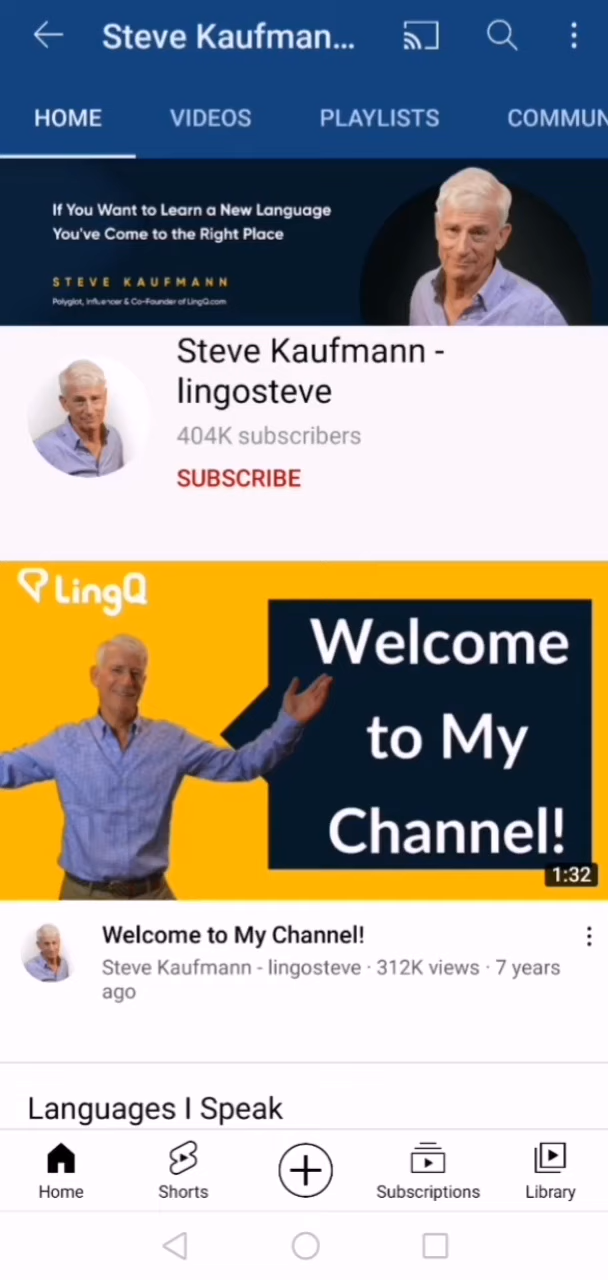 Steve Kaufman...
HOME VIDEOS PLAYLISTS COMMUN
If You Want to Learn a New Language
You've Come to the Right Place
STEVE KAUFMANN
Polyglot, Influencer & Co-Founder of LingQ.com
Steve Kaufmann -
lingosteve
404K subscribers
SUBSCRIBE
LingQ
Welcome
to My
Channel!
1:32
Welcome to My Channel!
Steve Kaufmann - lingosteve · 312K views · 7 years
ago
Languages I Speak
Home Shorts Subscriptions Library